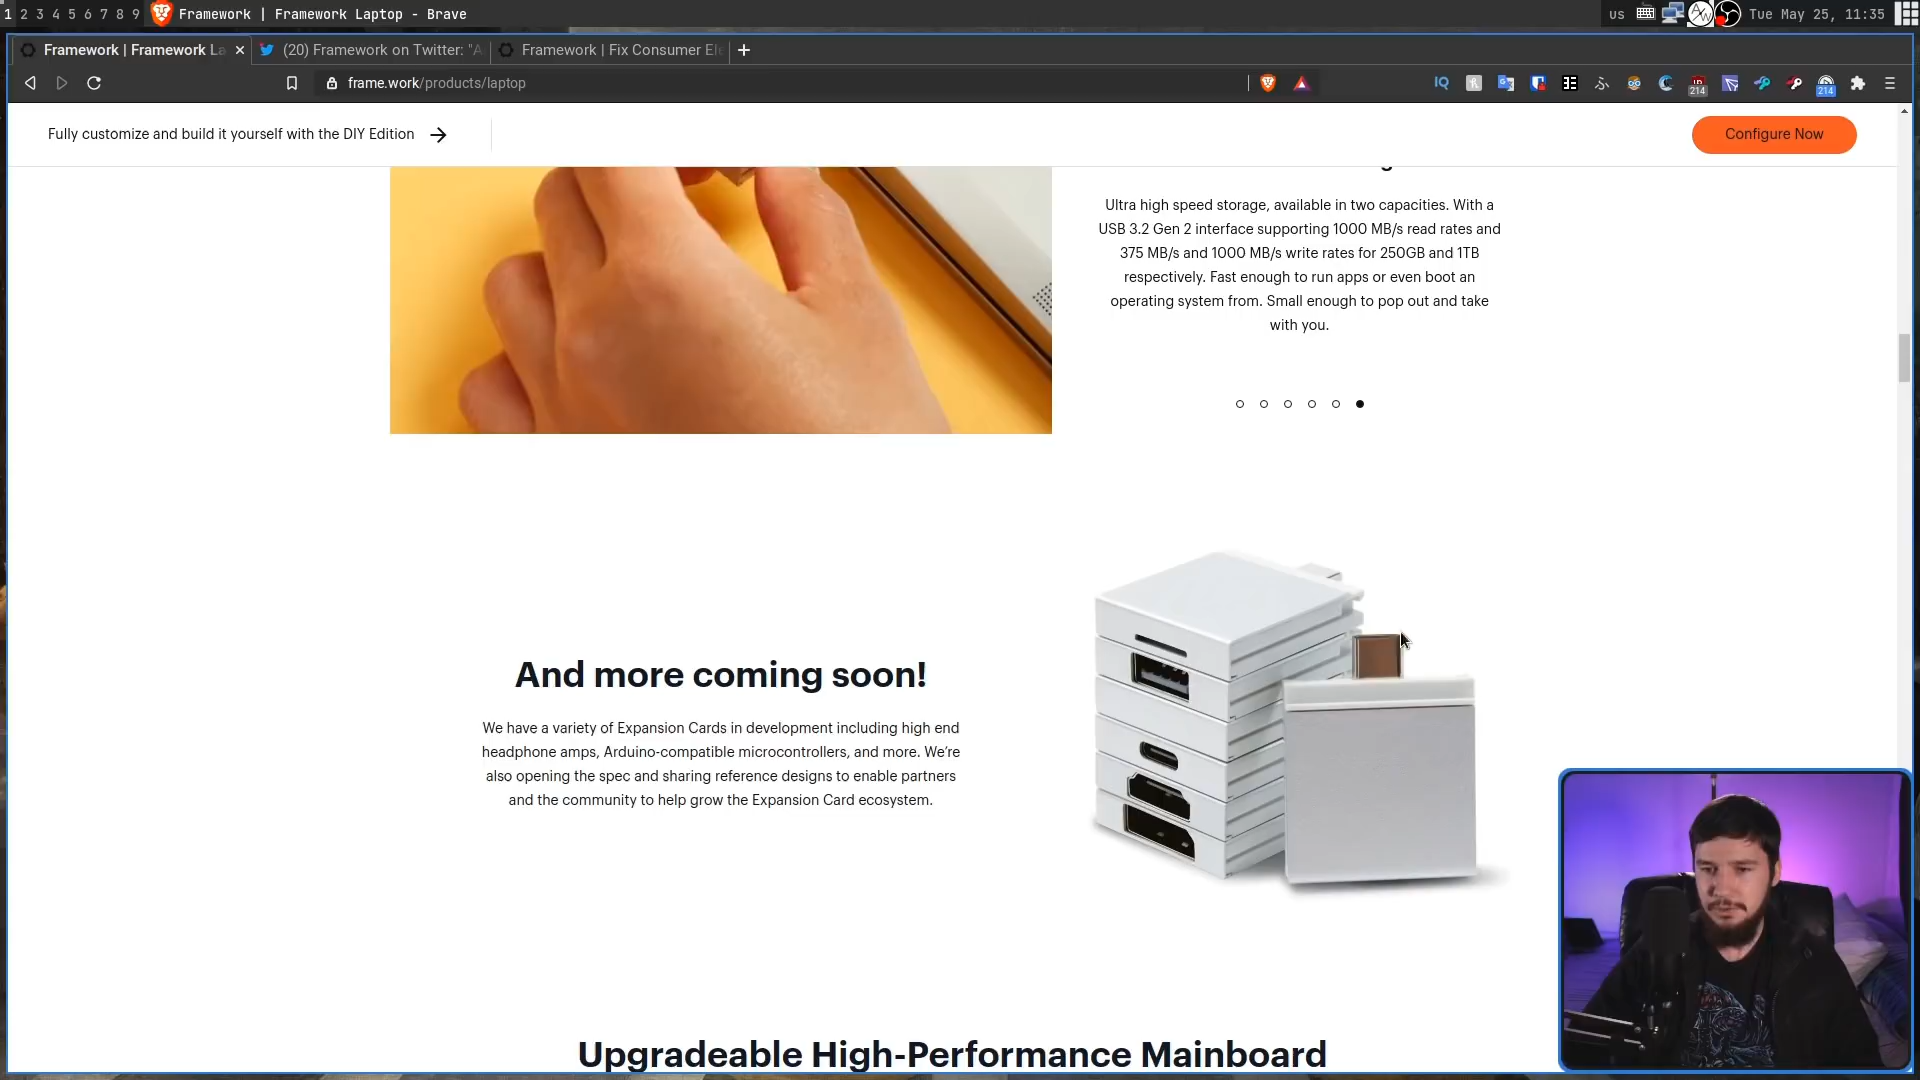 1 2 3 4 5 6 7 8 9 Framework | Framework Laptop - Brave
us Tue May 25, 11:35
Framework | Framework La
(20) Framework on Twitter: "A
Framework | Fix Consumer Ele
frame.work/products/laptop
IQ
214
214
Fully customize and build it yourself with the DIY Edition
Configure Now
Ultra high speed storage, available in two capacities. With a
USB 3.2 Gen 2 interface supporting 1000 MB/s read rates and
375 MB/s and 1000 MB/s write rates for 250GB and 1TB
respectively. Fast enough to run apps or even boot an
operating system from. Small enough to pop out and take
with you.
And more coming soon!
We have a variety of Expansion Cards in development including high end
headphone amps, Arduino-compatible microcontrollers, and more. We’re
also opening the spec and sharing reference designs to enable partners
and the community to help grow the Expansion Card ecosystem.
Upgradeable High-Performance Mainboard